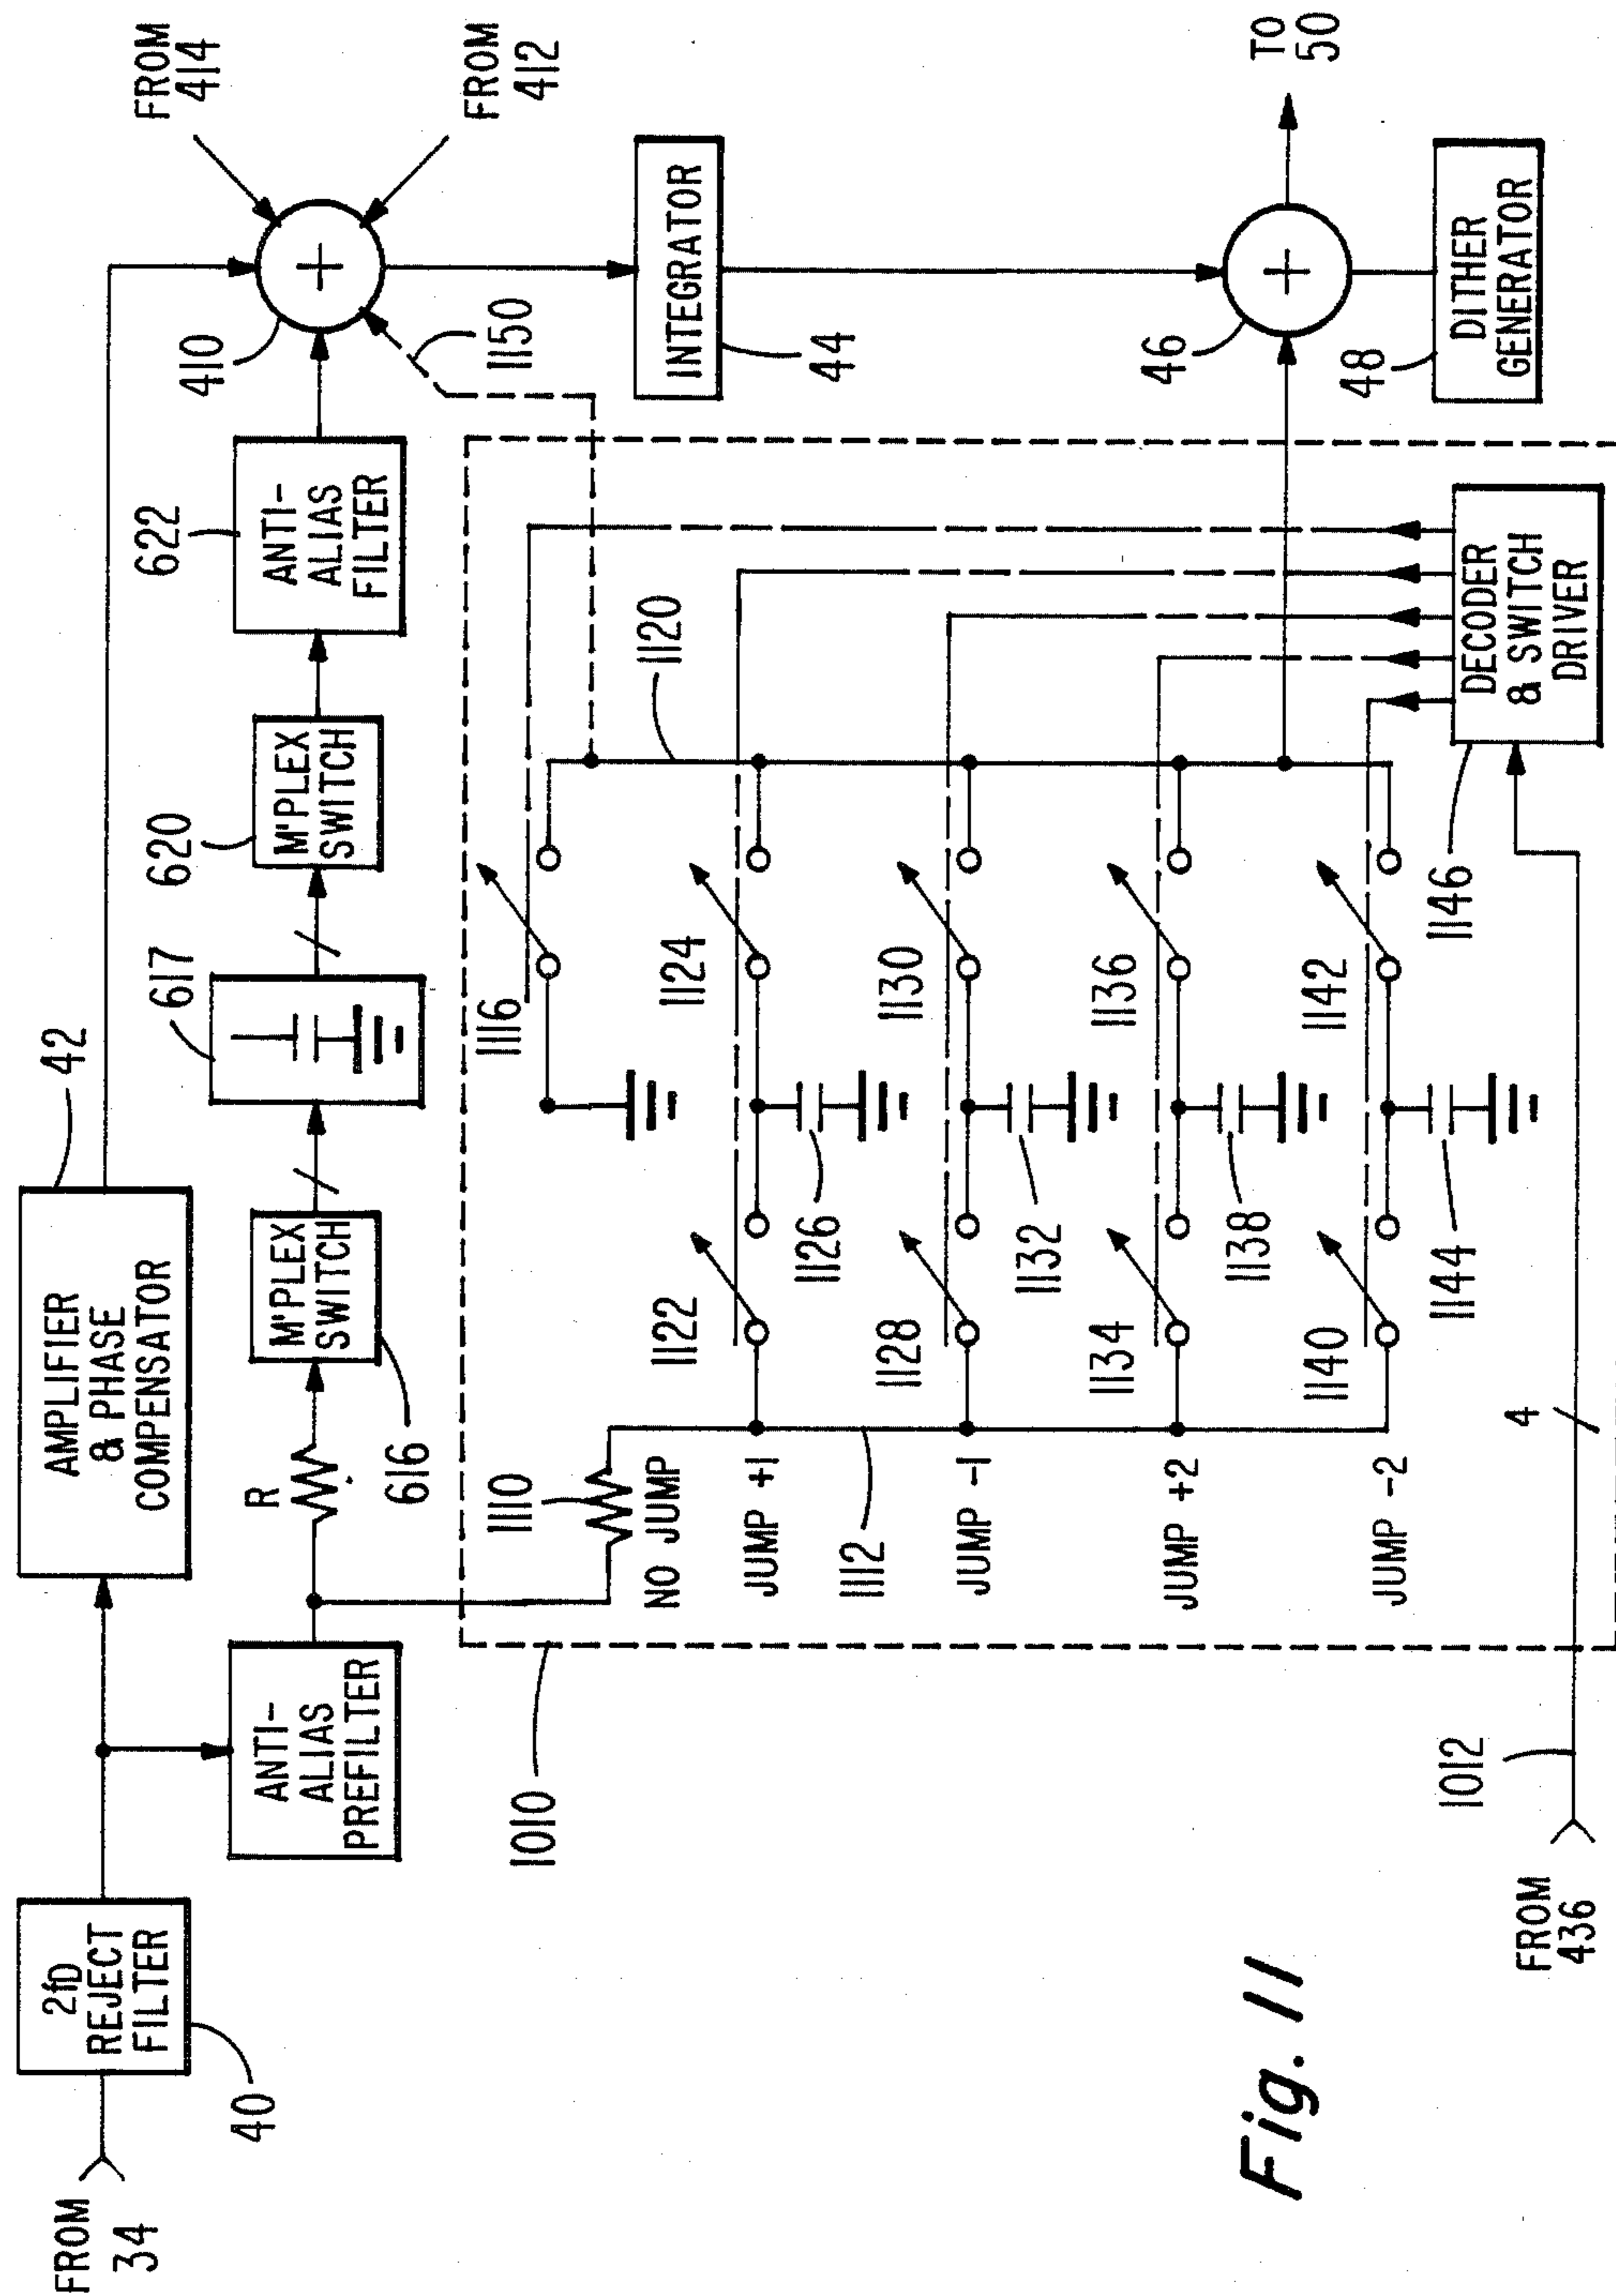 FROM
34
2fD
REJECT
FILTER
40
AMPLIFIER
& PHASE
COMPENSATOR
42
ANTI-
ALIAS
PREFILTER
R
M'PLEX
SWITCH
616
617
M'PLEX
SWITCH
620
ANTI-
ALIAS
FILTER
622
FROM
414
+
410
FROM
412
1150
INTEGRATOR
44
1010
1110
NO JUMP
1116
1120
JUMP +1
1122
1124
1126
1112
JUMP -1
1128
1130
1132
JUMP +2
1134
1136
1138
JUMP -2
1140
1142
1144
46
+
TO
50
48
DITHER
GENERATOR
DECODER
& SWITCH
DRIVER
1146
4
1012
FROM
436
Fig. 11